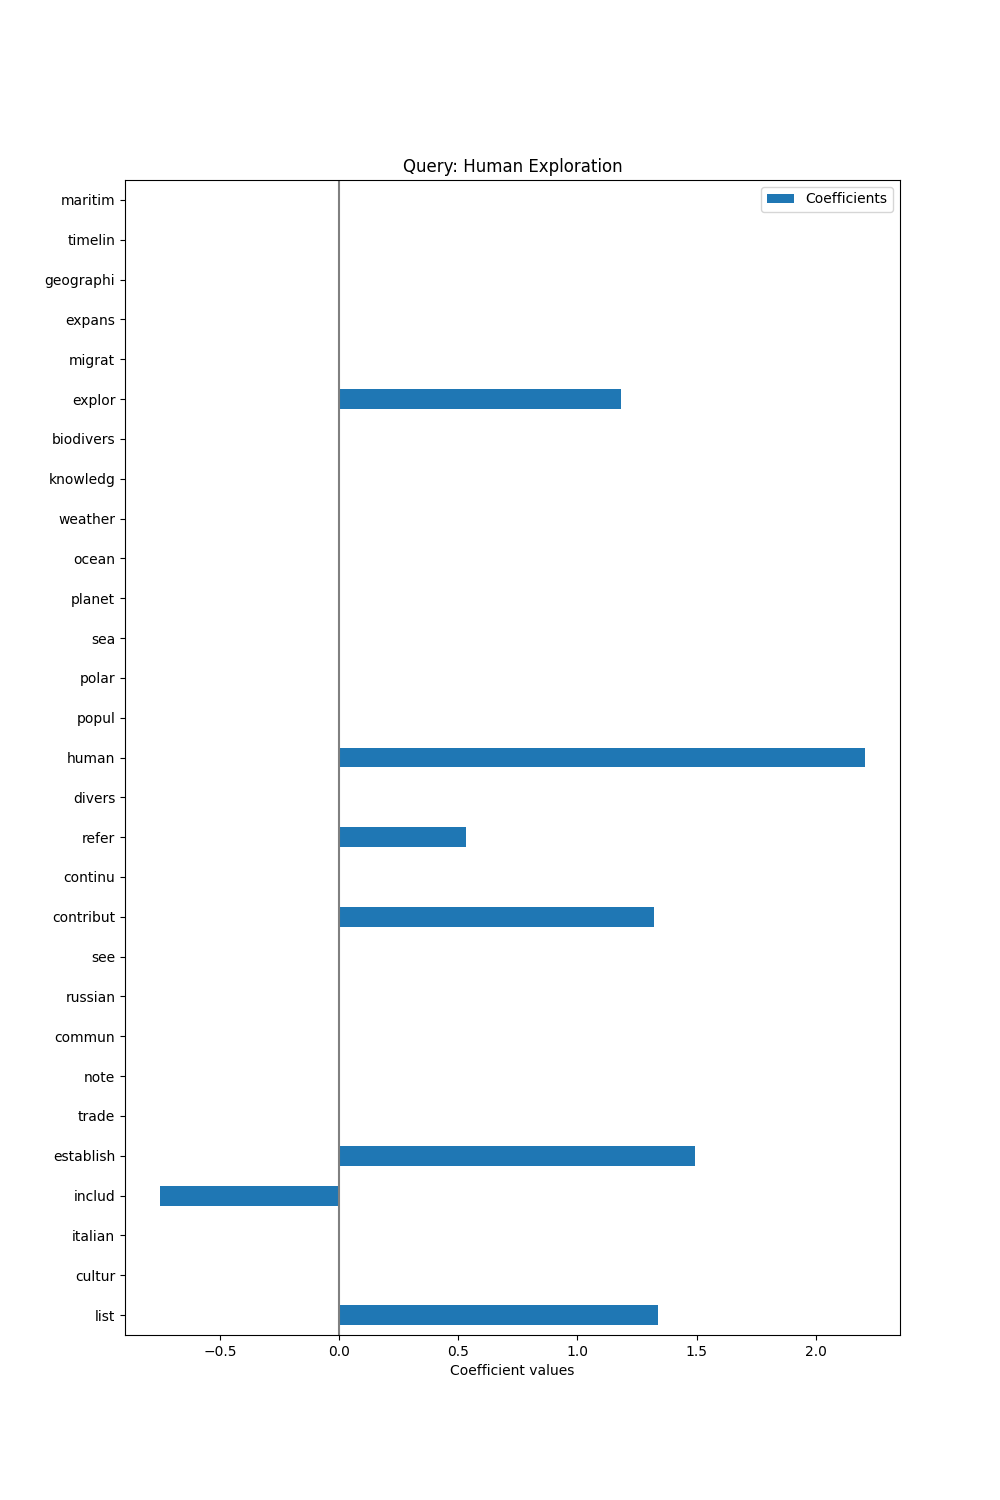 Query: Human Exploration
Coefficients
maritim
timelin
geographi
expans
migrat
explor
biodivers
knowledg
weather
ocean
planet
sea
polar
popul
human
divers
refer
continu
contribut
see
russian
commun
note
trade
establish
includ
italian
cultur
list
−0.5 0.0 0.5 1.0 1.5 2.0
Coefficient values